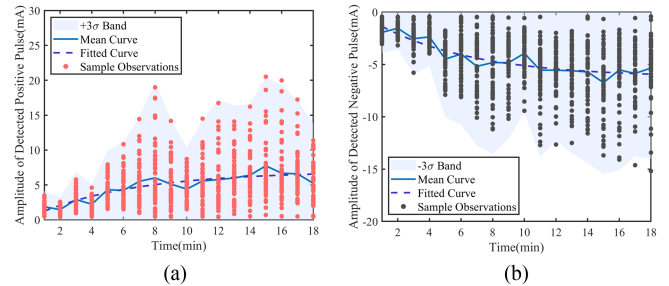 30
25
20
15
10
5
0
Amplitude of Detected Positive Pulse(mA)
+3σ Band
Mean Curve
Fitted Curve
Sample Observations
2 4 6 8 10 12 14 16 18
Time(min)
(a)
0
-5
-10
-15
-20
Amplitude of Detected Negative Pulse(mA)
-3σ Band
Mean Curve
Fitted Curve
Sample Observations
2 4 6 8 10 12 14 16 18
Time(min)
(b)